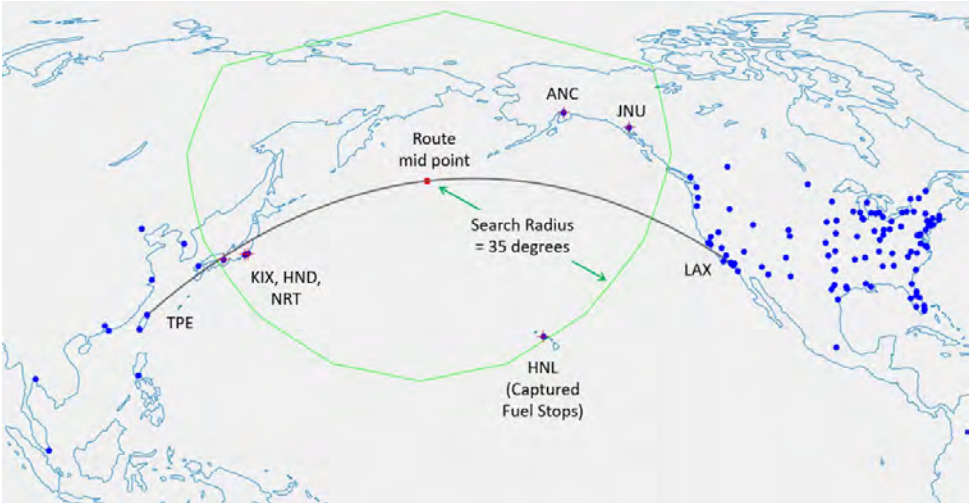 ANC
JNU
Route
mid point
Search Radius
= 35 degrees
LAX
KIX, HND,
NRT
TPE
HNL
(Captured
Fuel Stops)